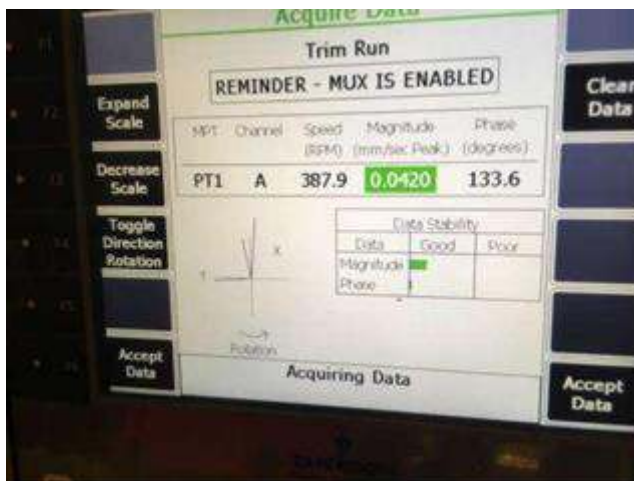 Acquire Data
Trim Run
REMINDER - MUX IS ENABLED
Expand
Scale
Clear
Data
MPT Channel Speed Magnitude Phase
(RPM) (mm/sec Peak) (degrees)
Decrease
Scale
PT1 A 387.9 0.0420 133.6
Toggle
Direction
Rotation
Data Stability
Data Good Poor
Magnitude
Phase
X
Y
Rotation
Accept
Data
Acquiring Data
Accept
Data
F1
F2